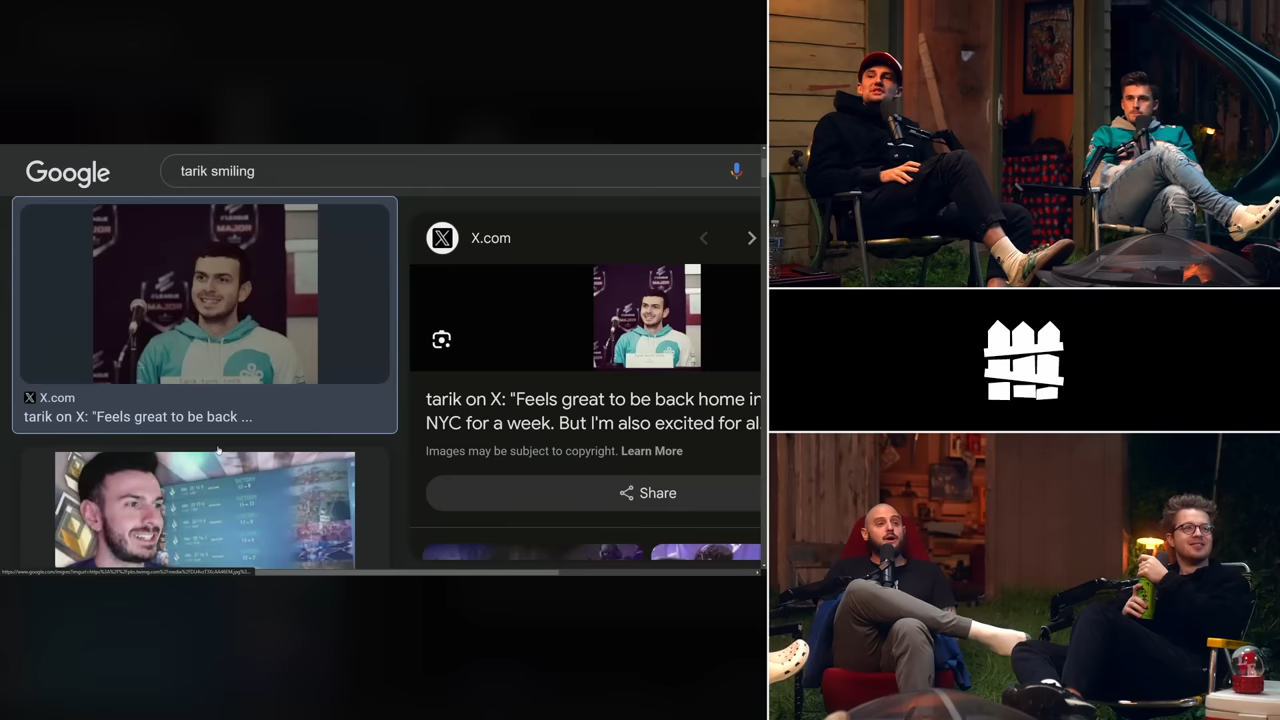 Google
tarik smiling
X.com
tarik on X: "Feels great to be back ...
X.com
tarik on X: "Feels great to be back home in
NYC for a week. But I'm also excited for al
Images may be subject to copyright. Learn More
Share
MAJOR